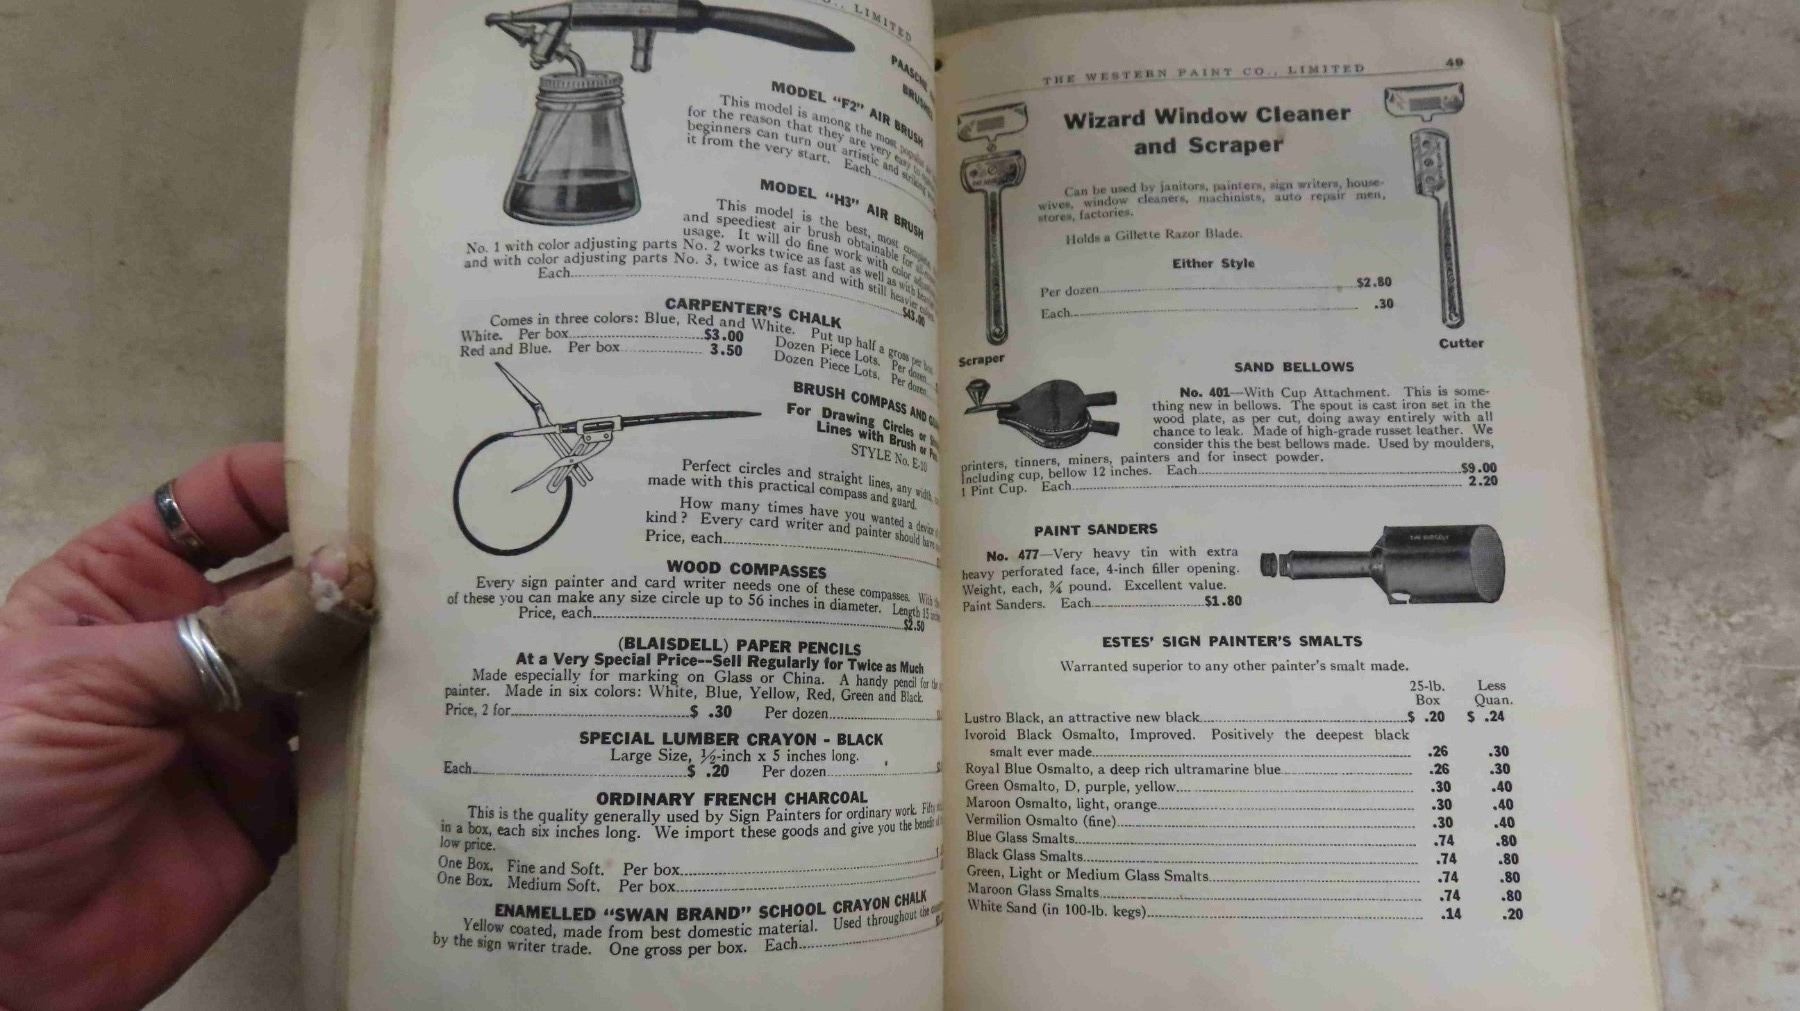 CO., LIMITED
PAASCHE
BRUSHES
MODEL "F2" AIR BRUSH
This model is among the most popular
for the reason that they are very easy to
beginners can turn out artistic and striking
it from the very start. Each
MODEL "H3" AIR BRUSH
This model is the best, most complete
and speediest air brush obtainable for
usage. It will do fine work with color
No. 1 with color adjusting parts No. 2 works twice as fast as well as with heavy
and with color adjusting parts No. 3, twice as fast and with still heavier colors.
Each $43.00
CARPENTER'S CHALK
Comes in three colors: Blue, Red and White. Put up half a gross per box.
White. Per box $3.00 Dozen Piece Lots. Per dozen
Red and Blue. Per box 3.50 Dozen Piece Lots. Per dozen
BRUSH COMPASS AND
For Drawing Circles or
Lines with Brush or
STYLE No. E-10
Perfect circles and straight lines, any width
made with this practical compass and guard.
How many times have you wanted a device
kind? Every card writer and painter should have
Price, each
WOOD COMPASSES
Every sign painter and card writer needs one of these compasses. With
of these you can make any size circle up to 56 inches in diameter. Length 15
Price, each $2.50
(BLAISDELL) PAPER PENCILS
At a Very Special Price--Sell Regularly for Twice as Much
Made especially for marking on Glass or China. A handy pencil for the
painter. Made in six colors: White, Blue, Yellow, Red, Green and Black.
Price, 2 for $ .30 Per dozen
SPECIAL LUMBER CRAYON - BLACK
Large Size, ½-inch x 5 inches long.
Each $ .20 Per dozen
ORDINARY FRENCH CHARCOAL
This is the quality generally used by Sign Painters for ordinary work. Fifty
in a box, each six inches long. We import these goods and give you the benefit
low price.
One Box. Fine and Soft. Per box
One Box. Medium Soft. Per box
ENAMELLED "SWAN BRAND" SCHOOL CRAYON CHALK
Yellow coated, made from best domestic material. Used throughout the
by the sign writer trade. One gross per box. Each
THE WESTERN PAINT CO., LIMITED 49
Wizard Window Cleaner
and Scraper
Can be used by janitors, painters, sign writers, house-
wives, window cleaners, machinists, auto repair men,
stores, factories.
Holds a Gillette Razor Blade.
Either Style
Per dozen $2.80
Each .30
Scraper
Cutter
SAND BELLOWS
No. 401—With Cup Attachment. This is some-
thing new in bellows. The spout is cast iron set in the
wood plate, as per cut, doing away entirely with all
chance to leak. Made of high-grade russet leather. We
consider this the best bellows made. Used by moulders,
printers, tinners, miners, painters and for insect powder.
Including cup, bellow 12 inches. Each $9.00
1 Pint Cup. Each 2.20
PAINT SANDERS
No. 477—Very heavy tin with extra
heavy perforated face, 4-inch filler opening.
Weight, each, ¾ pound. Excellent value.
Paint Sanders. Each $1.80
ESTES' SIGN PAINTER'S SMALTS
Warranted superior to any other painter's smalt made.
25-lb. Less
Box Quan.
Lustro Black, an attractive new black $ .20 $ .24
Ivoroid Black Osmalto, Improved. Positively the deepest black
smalt ever made .26 .30
Royal Blue Osmalto, a deep rich ultramarine blue .26 .30
Green Osmalto, D, purple, yellow .30 .40
Maroon Osmalto, light, orange .30 .40
Vermilion Osmalto (fine) .30 .40
Blue Glass Smalts .74 .80
Black Glass Smalts .74 .80
Green, Light or Medium Glass Smalts .74 .80
Maroon Glass Smalts .74 .80
White Sand (in 100-lb. kegs) .14 .20